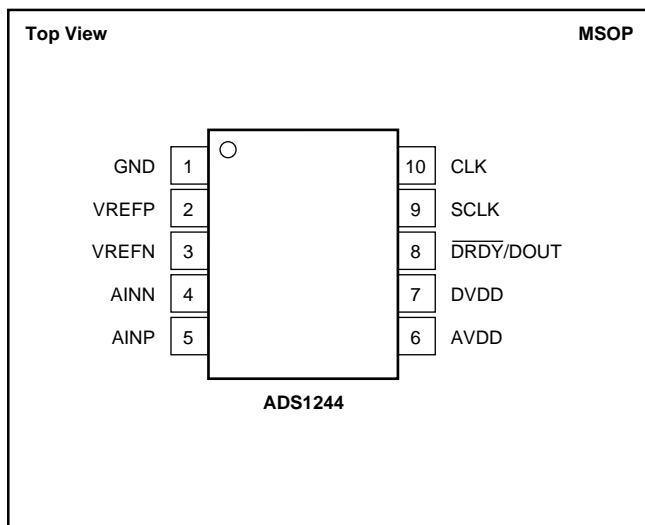 Top View MSOP
GND 1 10 CLK
VREFP 2 9 SCLK
VREFN 3 8 D̅R̅D̅Y̅/DOUT
AINN 4 7 DVDD
AINP 5 6 AVDD
ADS1244